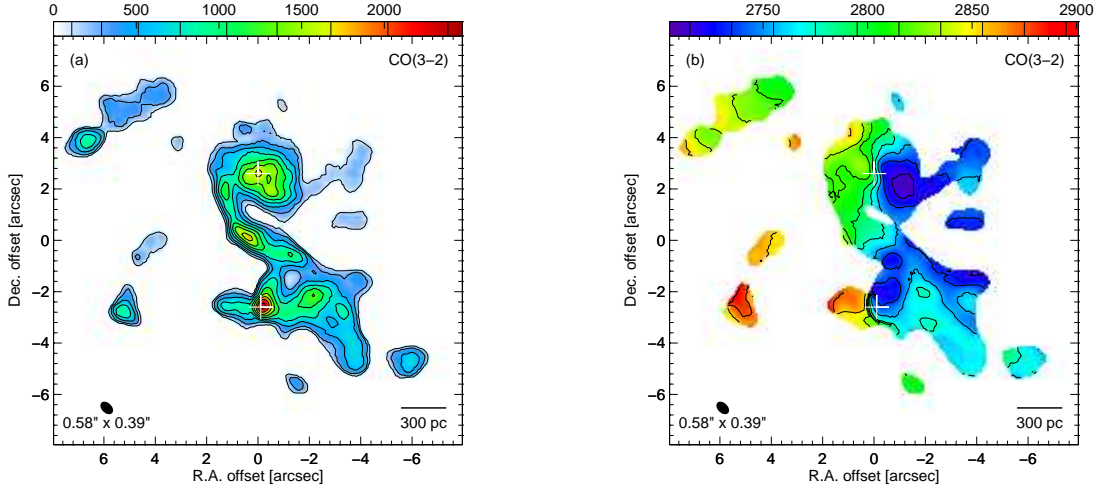 0 500 1000 1500 2000
(a) CO(3−2)
6
4
2
0
−2
−4
−6
Dec. offset [arcsec]
0.58" x 0.39"
300 pc
6 4 2 0 −2 −4 −6
R.A. offset [arcsec]
2750 2800 2850 2900
(b) CO(3−2)
6
4
2
0
−2
−4
−6
Dec. offset [arcsec]
0.58" x 0.39"
300 pc
6 4 2 0 −2 −4 −6
R.A. offset [arcsec]